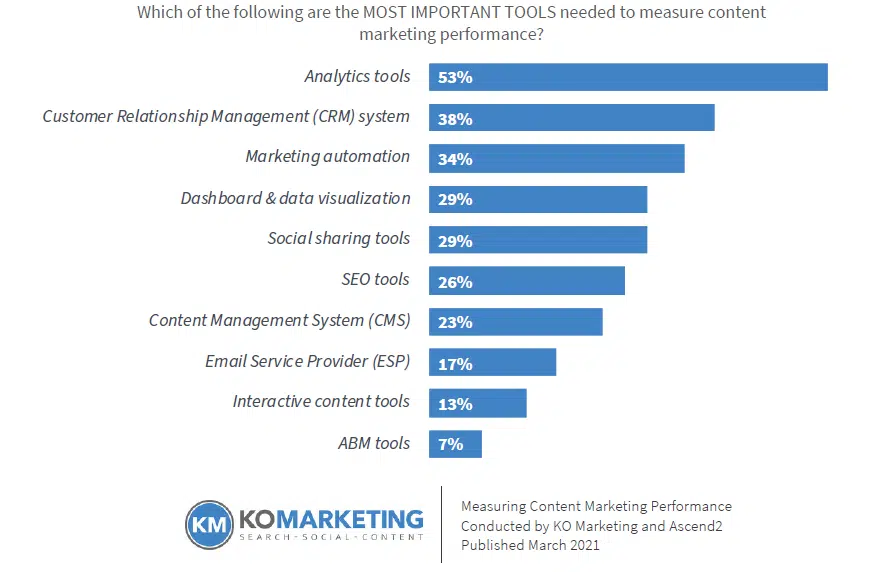 Which of the following are the MOST IMPORTANT TOOLS needed to measure content
marketing performance?
Analytics tools 53%
Customer Relationship Management (CRM) system 38%
Marketing automation 34%
Dashboard & data visualization 29%
Social sharing tools 29%
SEO tools 26%
Content Management System (CMS) 23%
Email Service Provider (ESP) 17%
Interactive content tools 13%
ABM tools 7%
KM KOMARKETING
SEARCH-SOCIAL-CONTENT
Measuring Content Marketing Performance
Conducted by KO Marketing and Ascend2
Published March 2021